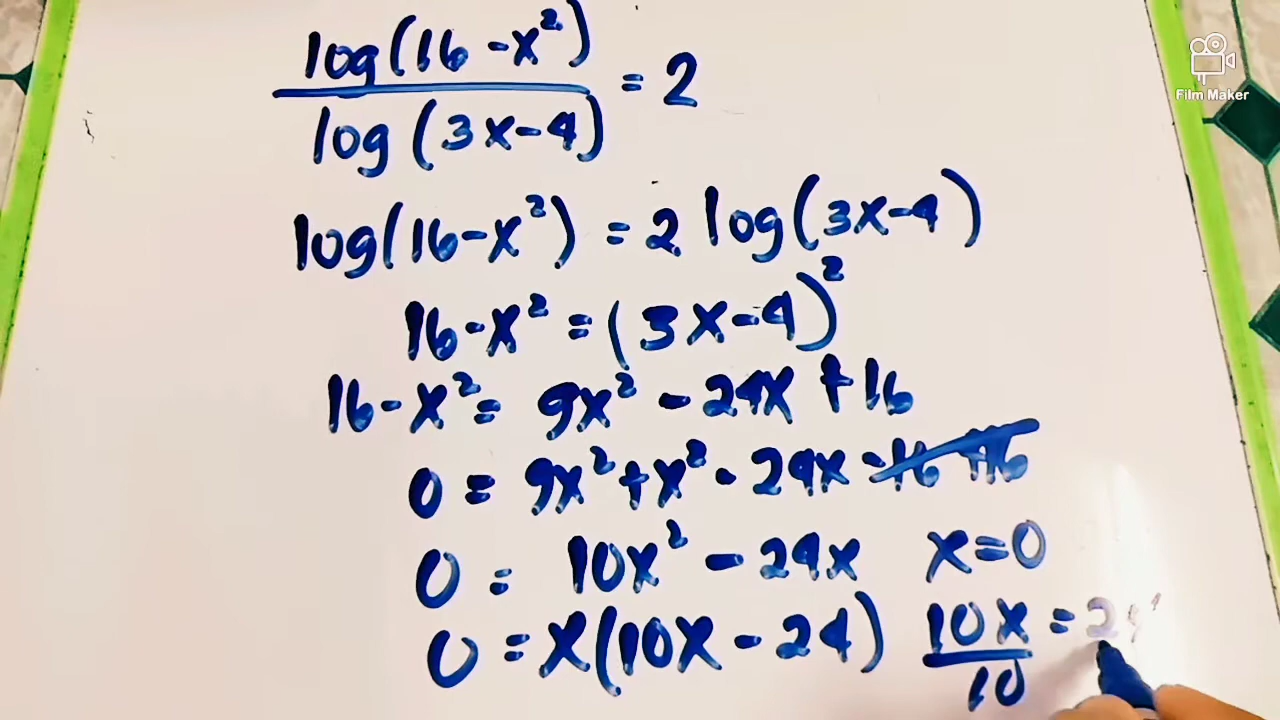 Film Maker
log(16-x²)
log(3x-4)
= 2
log(16-x²) = 2 log(3x-4)
16-x² = (3x-4)²
16-x² = 9x² - 24x + 16
0 = 9x² + x² - 24x - 16 + 16
0 = 10x² - 24x x=0
0 = x(10x - 24) 10x = 24
10